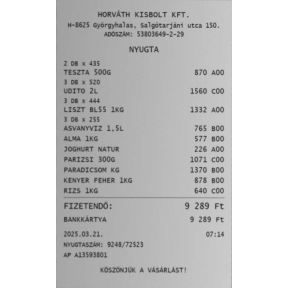 HORVÁTH KISBOLT KFT.
H-8625 Györgyhalas, Salgótarjáni utca 150.
ADÓSZÁM: 53803649-2-29
NYUGTA
2 DB x 435
TESZTA 500G 870 A00
3 DB x 520
UDITO 2L 1560 C00
3 DB x 444
LISZT BL55 1KG 1332 A00
3 DB x 255
ASVANYVIZ 1,5L 765 B00
ALMA 1KG 577 B00
JOGHURT NATUR 226 A00
PARIZSI 300G 1071 C00
PARADICSOM KG 1370 B00
KENYER FEHER 1KG 878 B00
RIZS 1KG 640 C00
FIZETENDŐ: 9 289 Ft
BANKKÁRTYA 9 289 Ft
2025.03.21. 07:14
NYUGTASZÁM: 9248/72523
AP A13593801
KÖSZÖNJÜK A VÁSÁRLÁST!